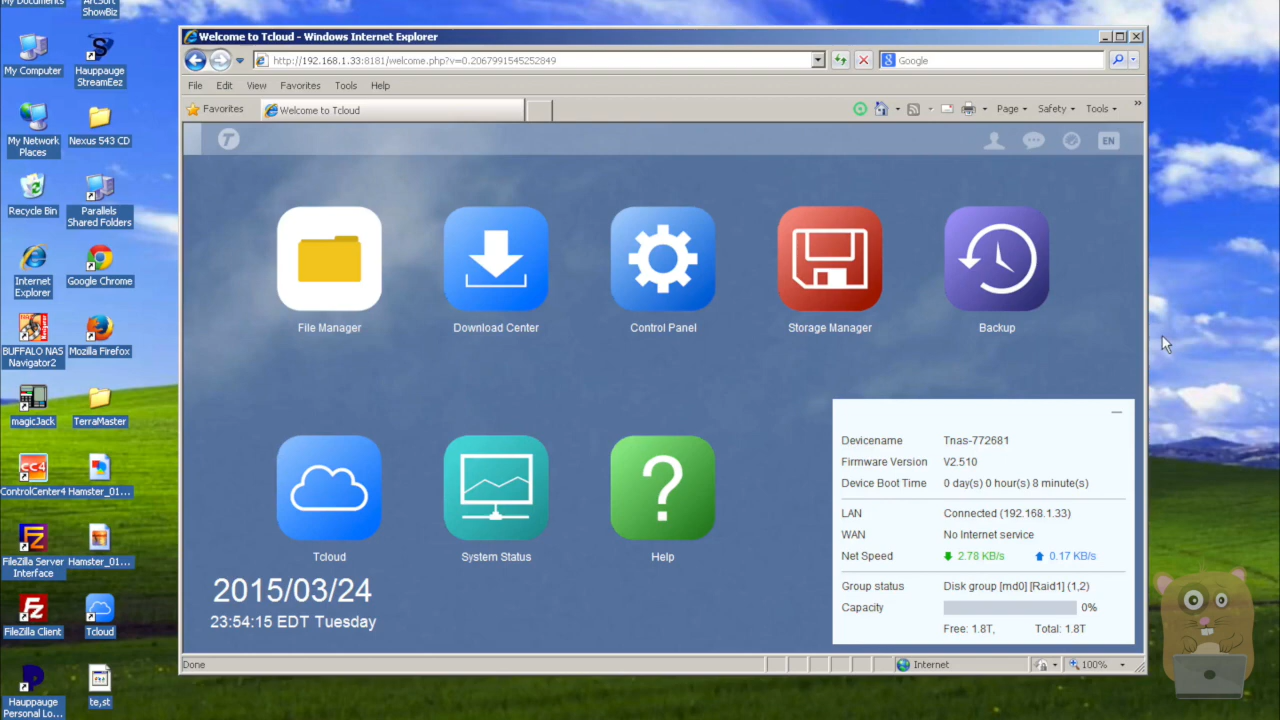 My Documents
ArcSoft
ShowBiz
My Computer
Hauppauge
StreamEez
My Network
Places
Nexus 543 CD
Recycle Bin
Parallels
Shared Folders
Internet
Explorer
Google Chrome
BUFFALO NAS
Navigator2
Mozilla Firefox
magicJack
TerraMaster
CC4
ControlCenter4
Hamster_01...
FileZilla Server
Interface
Hamster_01...
FileZilla Client
Tcloud
Hauppauge
Personal Lo...
te,st
Welcome to Tcloud - Windows Internet Explorer
http://192.168.1.33:8181/welcome.php?v=0.2067991545252849
Google
File Edit View Favorites Tools Help
Favorites
Welcome to Tcloud
Page Safety Tools »
T
EN
File Manager
Download Center
Control Panel
Storage Manager
Backup
Tcloud
System Status
Help
2015/03/24
23:54:15 EDT Tuesday
Devicename Tnas-772681
Firmware Version V2.510
Device Boot Time 0 day(s) 0 hour(s) 8 minute(s)
LAN Connected (192.168.1.33)
WAN No Internet service
Net Speed 2.78 KB/s 0.17 KB/s
Group status Disk group [md0] [Raid1] (1,2)
Capacity 0%
Free: 1.8T, Total: 1.8T
Done
Internet
100%